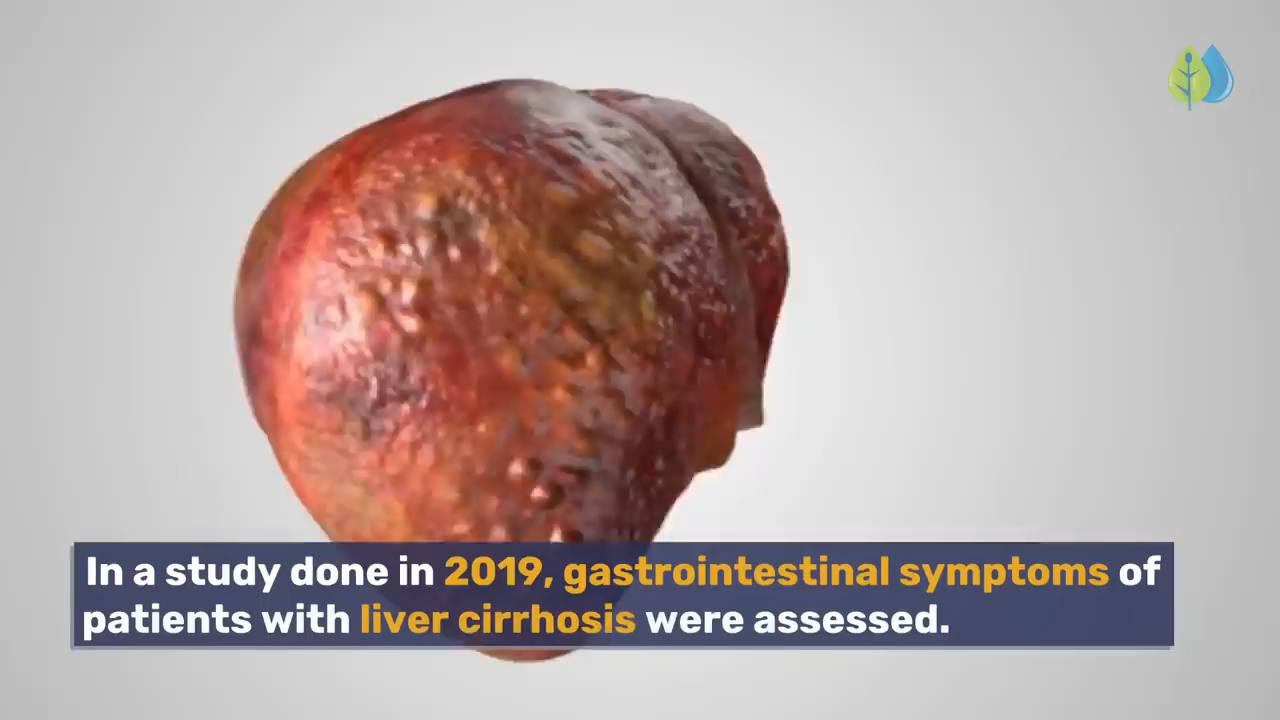 In a study done in 2019, gastrointestinal symptoms of
patients with liver cirrhosis were assessed.